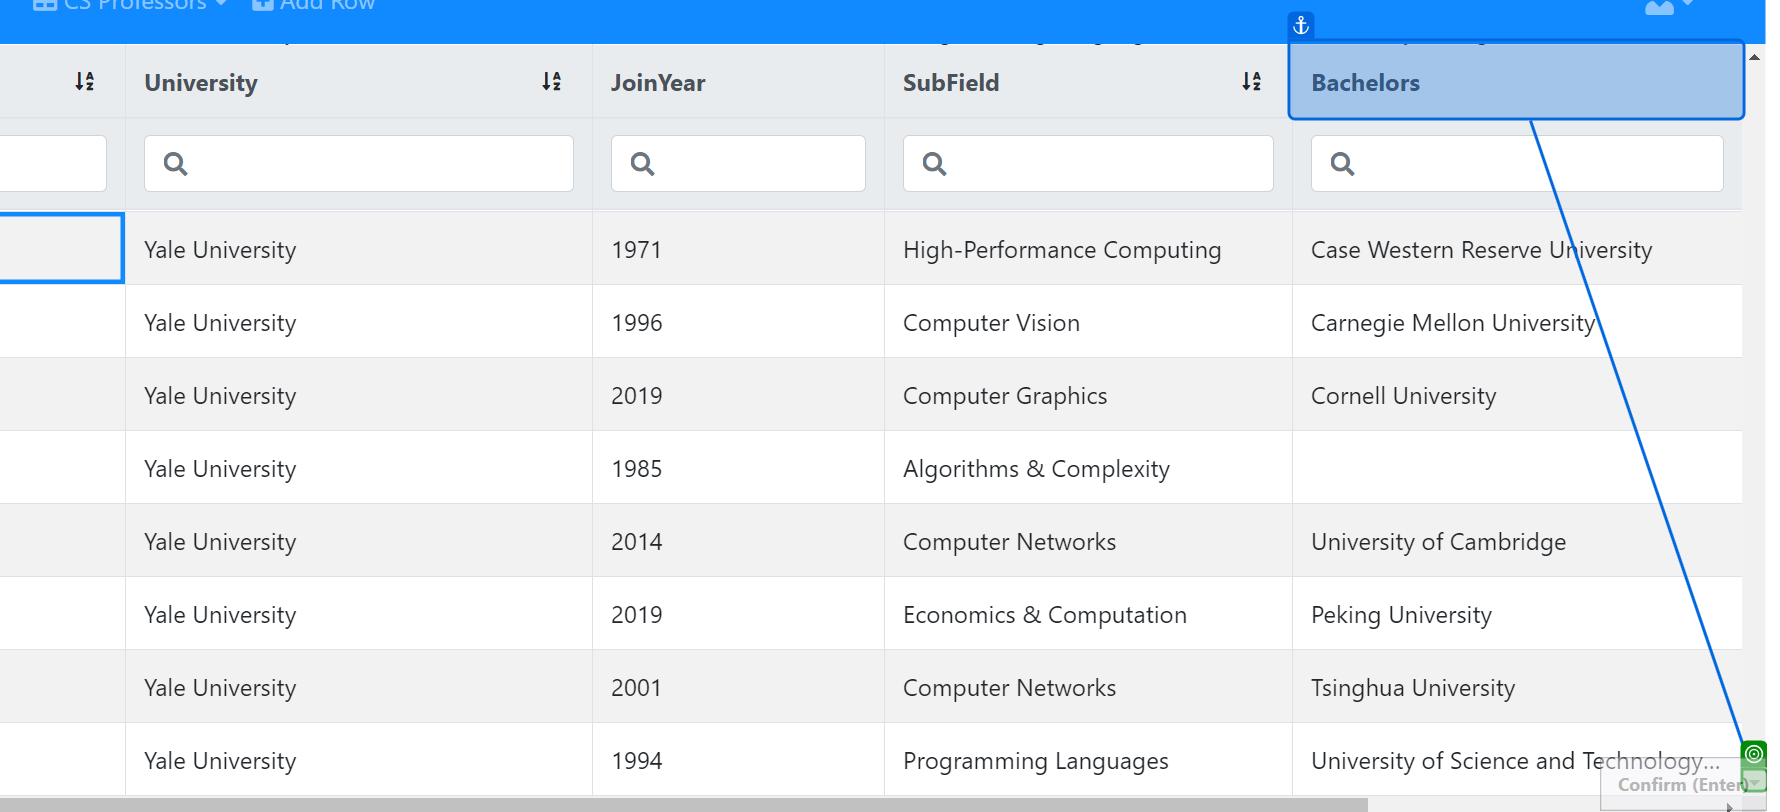 CS Professors Add Row
University JoinYear SubField Bachelors
Yale University 1971 High-Performance Computing Case Western Reserve University
Yale University 1996 Computer Vision Carnegie Mellon University
Yale University 2019 Computer Graphics Cornell University
Yale University 1985 Algorithms & Complexity
Yale University 2014 Computer Networks University of Cambridge
Yale University 2019 Economics & Computation Peking University
Yale University 2001 Computer Networks Tsinghua University
Yale University 1994 Programming Languages University of Science and Technology...
Confirm (Enter)